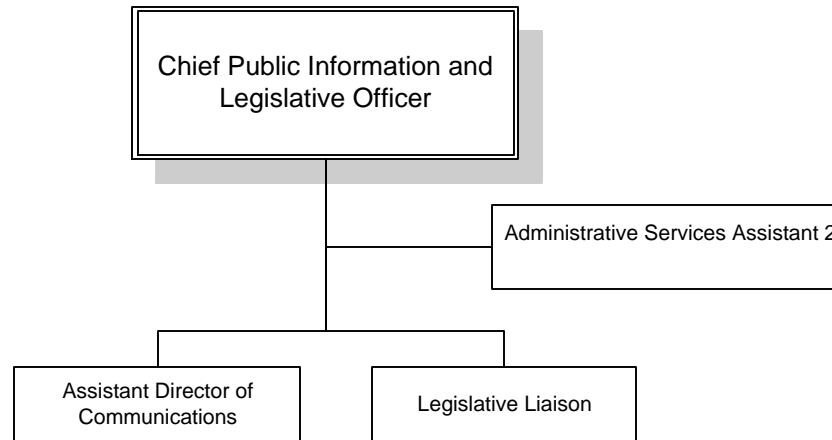 Chief Public Information and
Legislative Officer
Administrative Services Assistant 2
Assistant Director of
Communications
Legislative Liaison